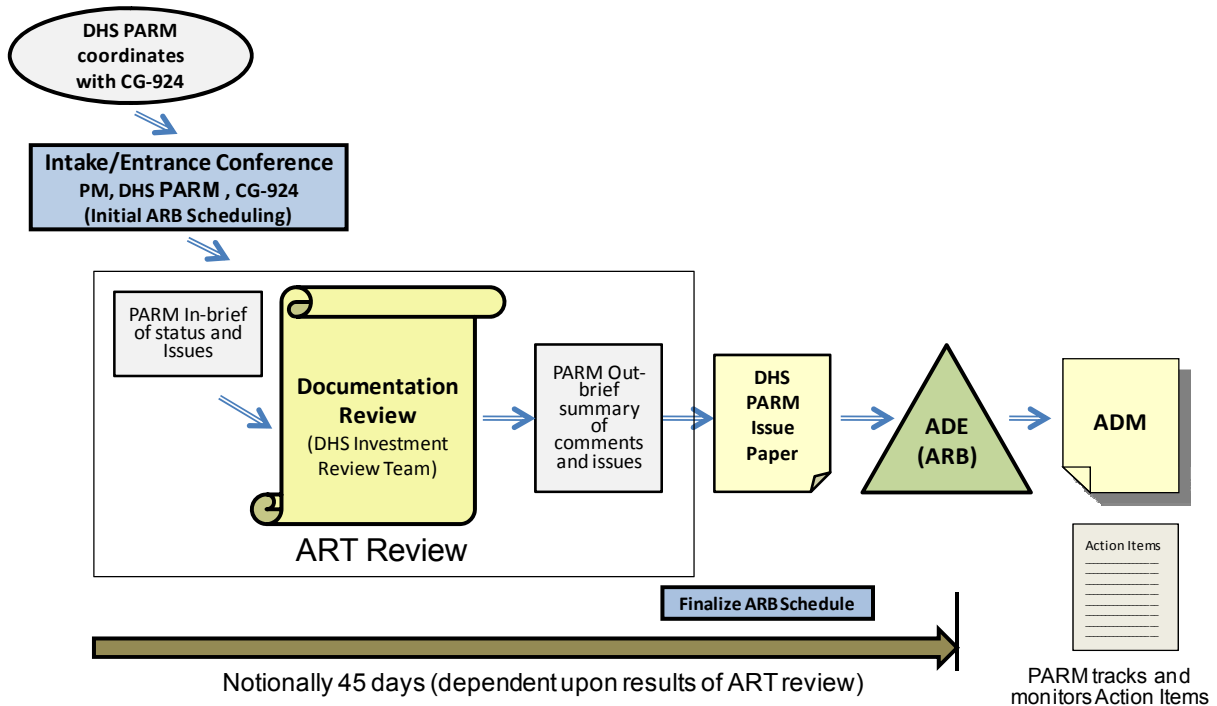 DHS PARM
coordinates
with CG-924
Intake/Entrance Conference
PM, DHS PARM , CG-924
(Initial ARB Scheduling)
PARM In-brief
of status and
Issues
Documentation
Review
(DHS Investment
Review Team)
PARM Out-
brief
summary
of
comments
and issues
ART Review
DHS
PARM
Issue
Paper
ADE
(ARB)
ADM
Action Items
Finalize ARB Schedule
Notionally 45 days (dependent upon results of ART review)
PARM tracks and
monitors Action Items